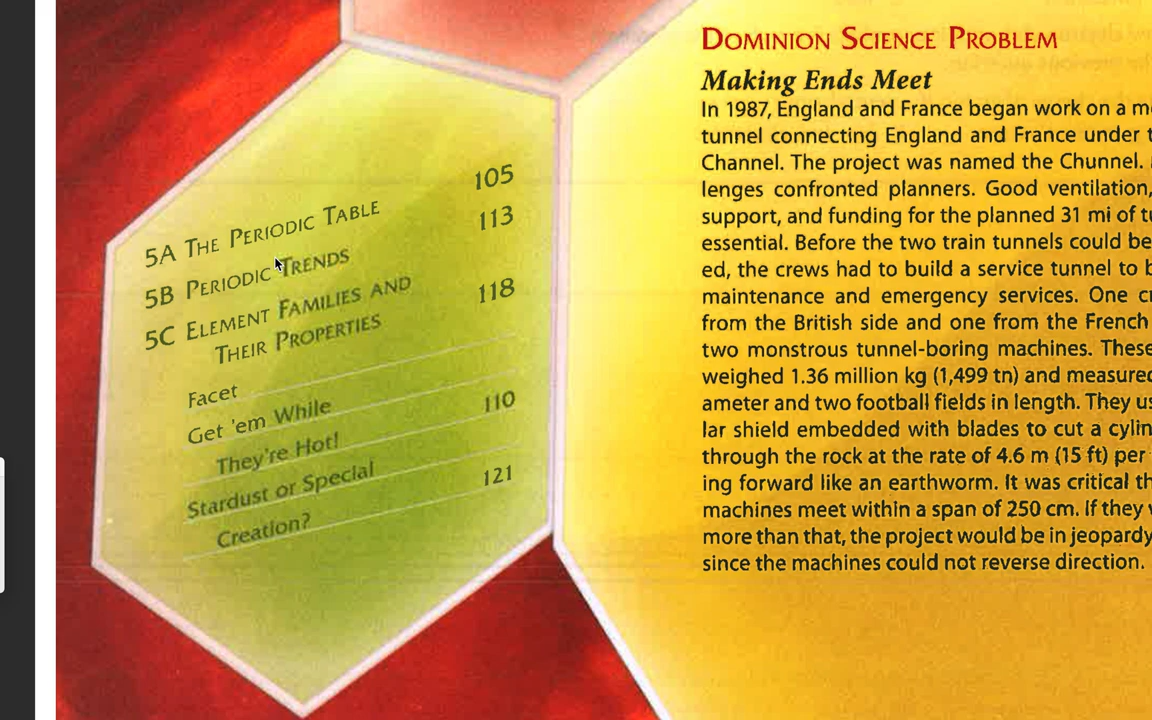 5A The Periodic Table 105
5B Periodic Trends 113
5C Element Families and
Their Properties 118
Facet
Get 'em While
They're Hot! 110
Stardust or Special
Creation? 121
Dominion Science Problem
Making Ends Meet
In 1987, England and France began work on a
tunnel connecting England and France under
Channel. The project was named the Chunnel.
lenges confronted planners. Good ventilation,
support, and funding for the planned 31 mi of
essential. Before the two train tunnels could be
ed, the crews had to build a service tunnel to
maintenance and emergency services. One
from the British side and one from the French
two monstrous tunnel-boring machines. These
weighed 1.36 million kg (1,499 tn) and measured
ameter and two football fields in length. They
lar shield embedded with blades to cut a
through the rock at the rate of 4.6 m (15 ft) per
ing forward like an earthworm. It was critical
machines meet within a span of 250 cm. If they
more than that, the project would be in jeopardy
since the machines could not reverse direction.